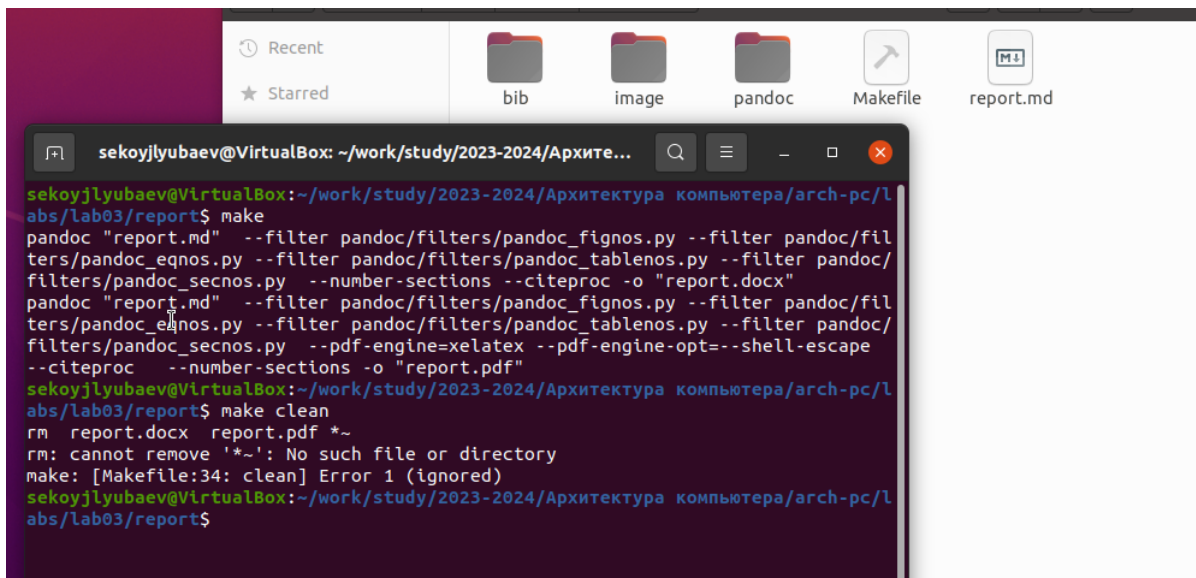 Recent
Starred
bib
image
pandoc
Makefile
M↓
report.md
sekoyjlyubaev@VirtualBox: ~/work/study/2023-2024/Архите...
sekoyjlyubaev@VirtualBox:~/work/study/2023-2024/Архитектура компьютера/arch-pc/l
abs/lab03/report$ make
pandoc "report.md"  --filter pandoc/filters/pandoc_fignos.py --filter pandoc/fil
ters/pandoc_eqnos.py --filter pandoc/filters/pandoc_tablenos.py --filter pandoc/
filters/pandoc_secnos.py  --number-sections --citeproc -o "report.docx"
pandoc "report.md"  --filter pandoc/filters/pandoc_fignos.py --filter pandoc/fil
ters/pandoc_eqnos.py --filter pandoc/filters/pandoc_tablenos.py --filter pandoc/
filters/pandoc_secnos.py  --pdf-engine=xelatex --pdf-engine-opt=--shell-escape
--citeproc   --number-sections -o "report.pdf"
sekoyjlyubaev@VirtualBox:~/work/study/2023-2024/Архитектура компьютера/arch-pc/l
abs/lab03/report$ make clean
rm  report.docx  report.pdf *~
rm: cannot remove '*~': No such file or directory
make: [Makefile:34: clean] Error 1 (ignored)
sekoyjlyubaev@VirtualBox:~/work/study/2023-2024/Архитектура компьютера/arch-pc/l
abs/lab03/report$